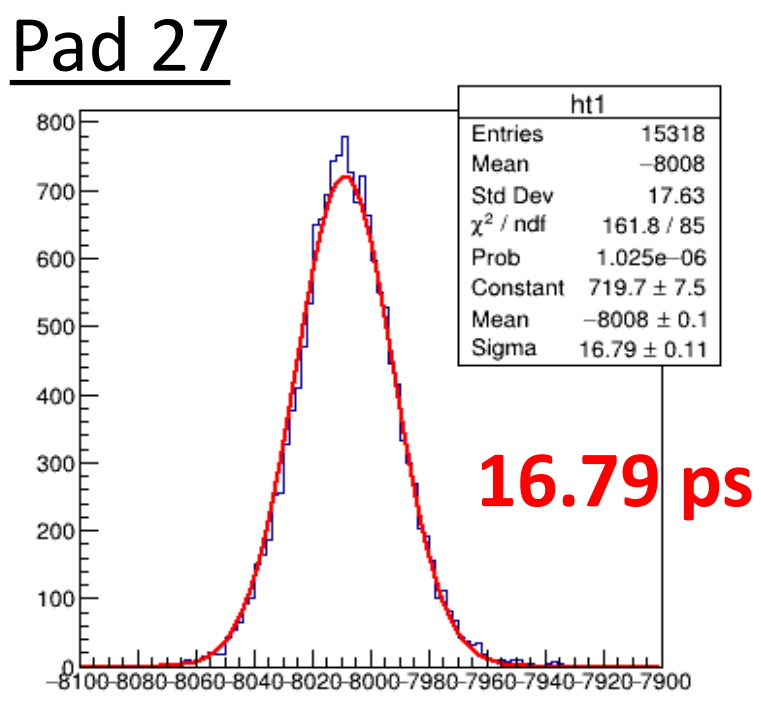 Pad 27
ht1
Entries 15318
Mean −8008
Std Dev 17.63
χ² / ndf 161.8 / 85
Prob 1.025e−06
Constant 719.7 ± 7.5
Mean −8008 ± 0.1
Sigma 16.79 ± 0.11
800
700
600
500
400
300
200
100
0
16.79 ps
−8100 −8080 −8060 −8040 −8020 −8000 −7980 −7960 −7940 −7920 −7900